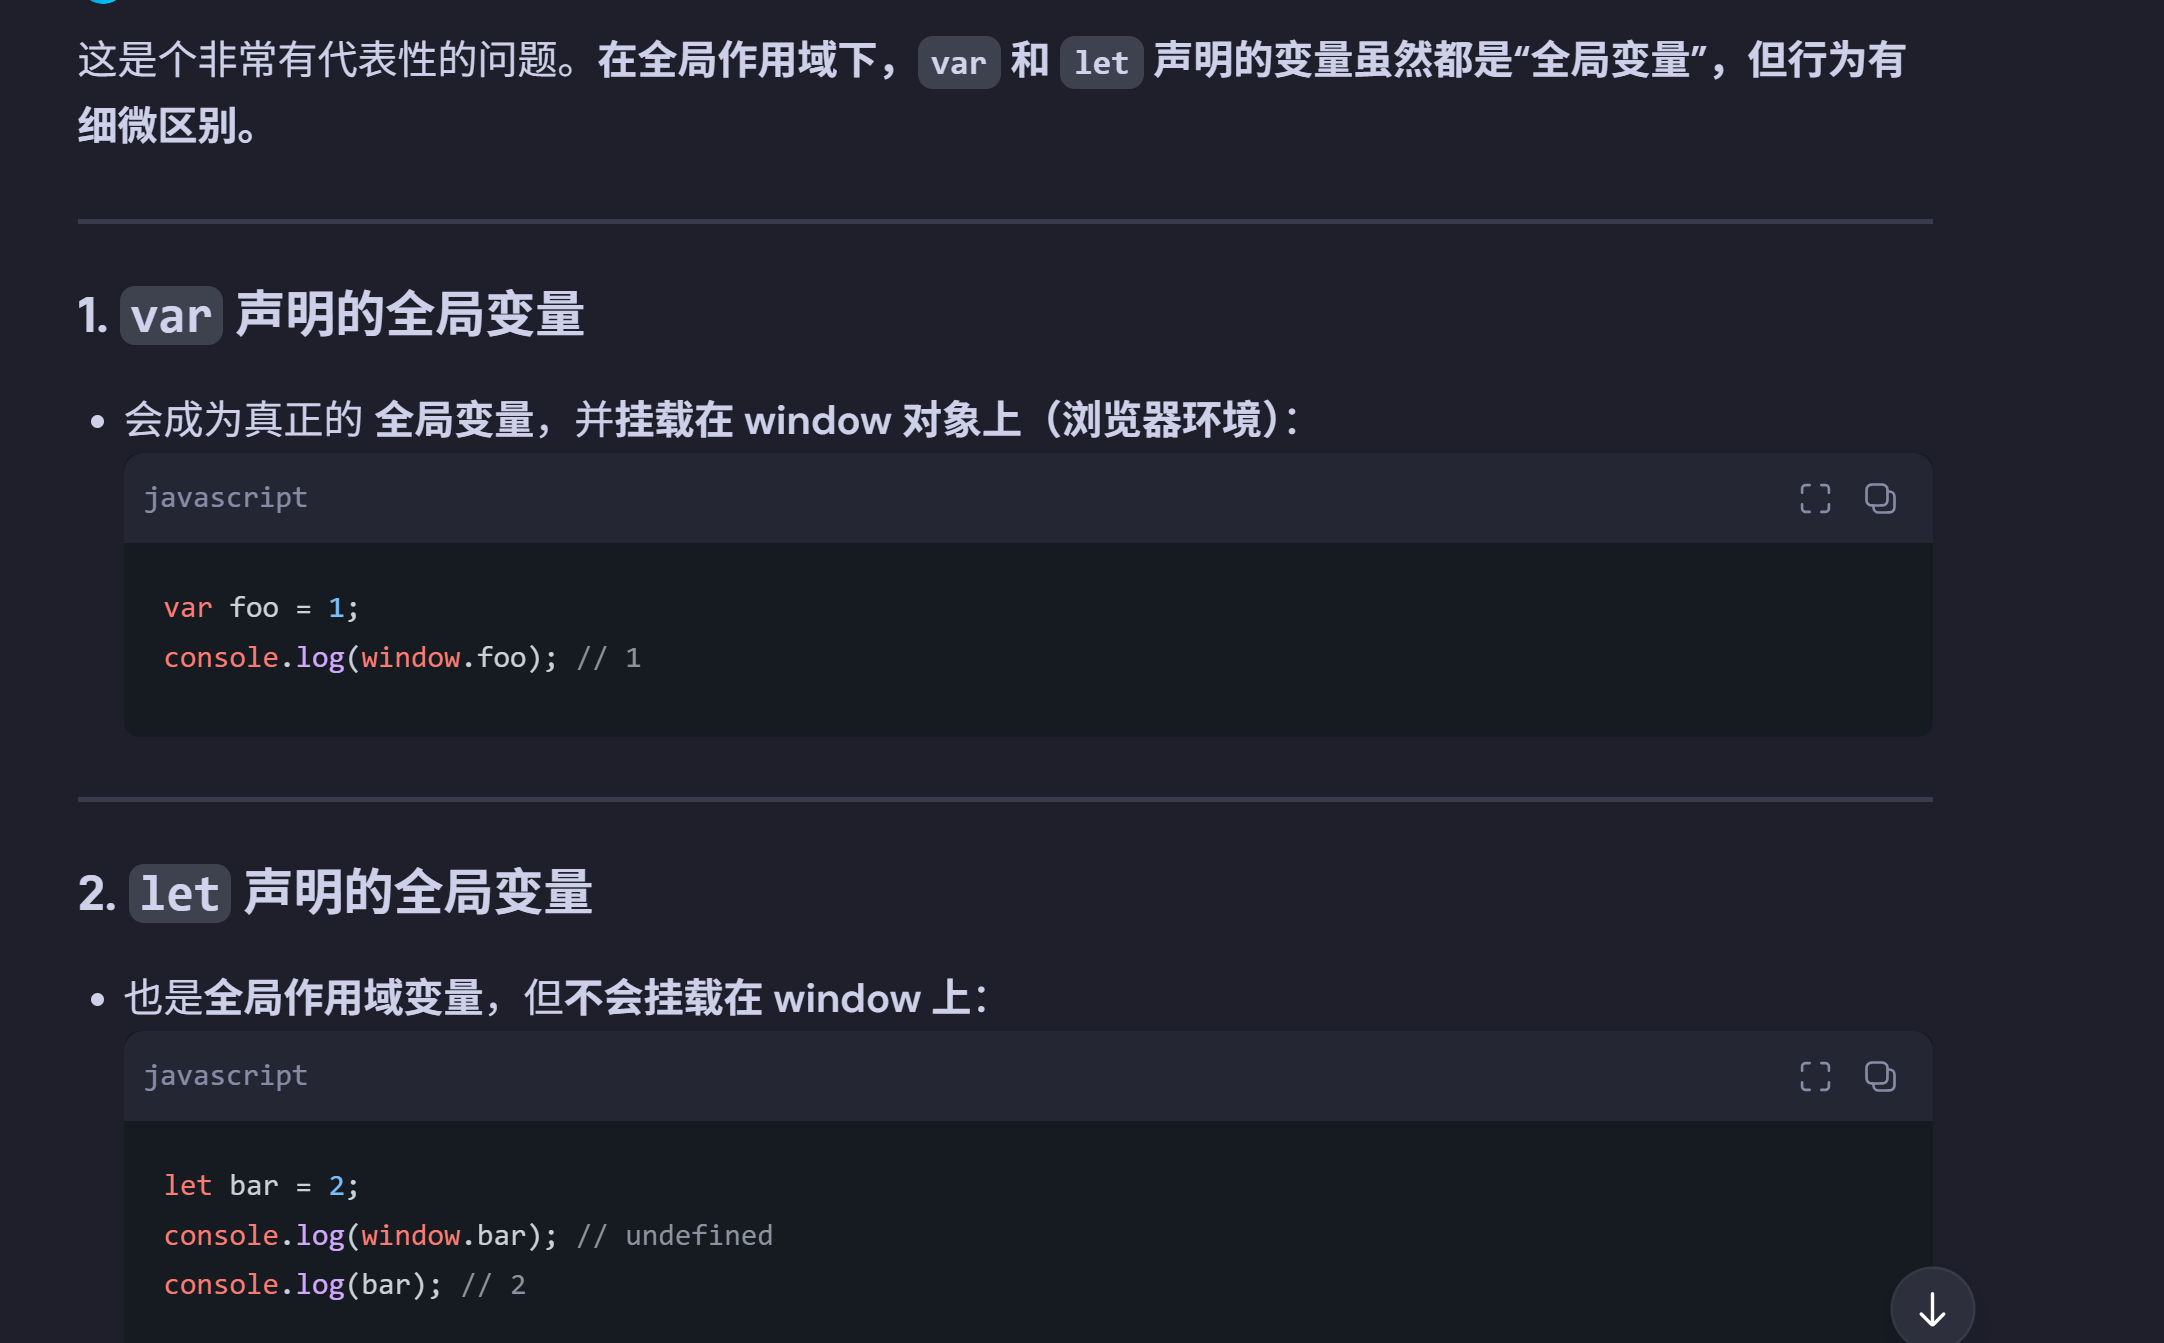 这是个非常有代表性的问题。在全局作用域下，var 和 let 声明的变量虽然都是“全局变量”，但行为有
细微区别。
1. var 声明的全局变量
• 会成为真正的 全局变量，并挂载在 window 对象上（浏览器环境）：
javascript
var foo = 1;
console.log(window.foo); // 1
2. let 声明的全局变量
• 也是全局作用域变量，但不会挂载在 window 上：
javascript
let bar = 2;
console.log(window.bar); // undefined
console.log(bar); // 2